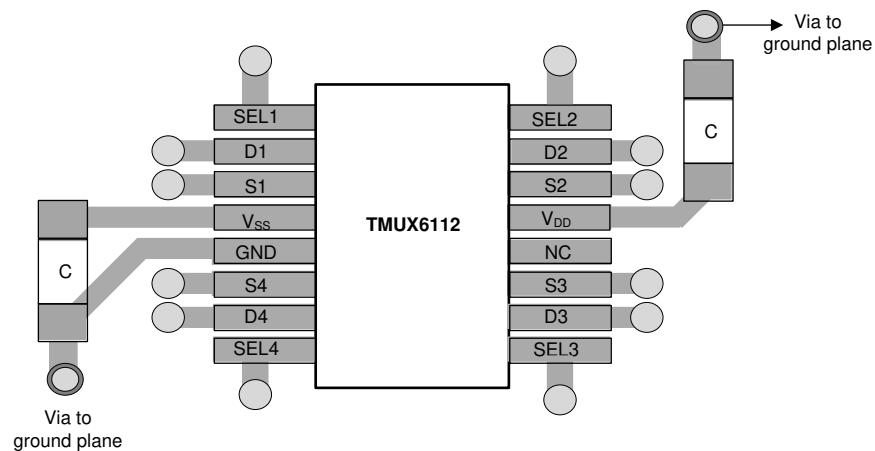 Via to
ground plane
SEL1
SEL2
C
D1
D2
S1
S2
VSS
TMUX6112
VDD
GND
NC
C
S4
S3
D4
D3
SEL4
SEL3
Via to
ground plane